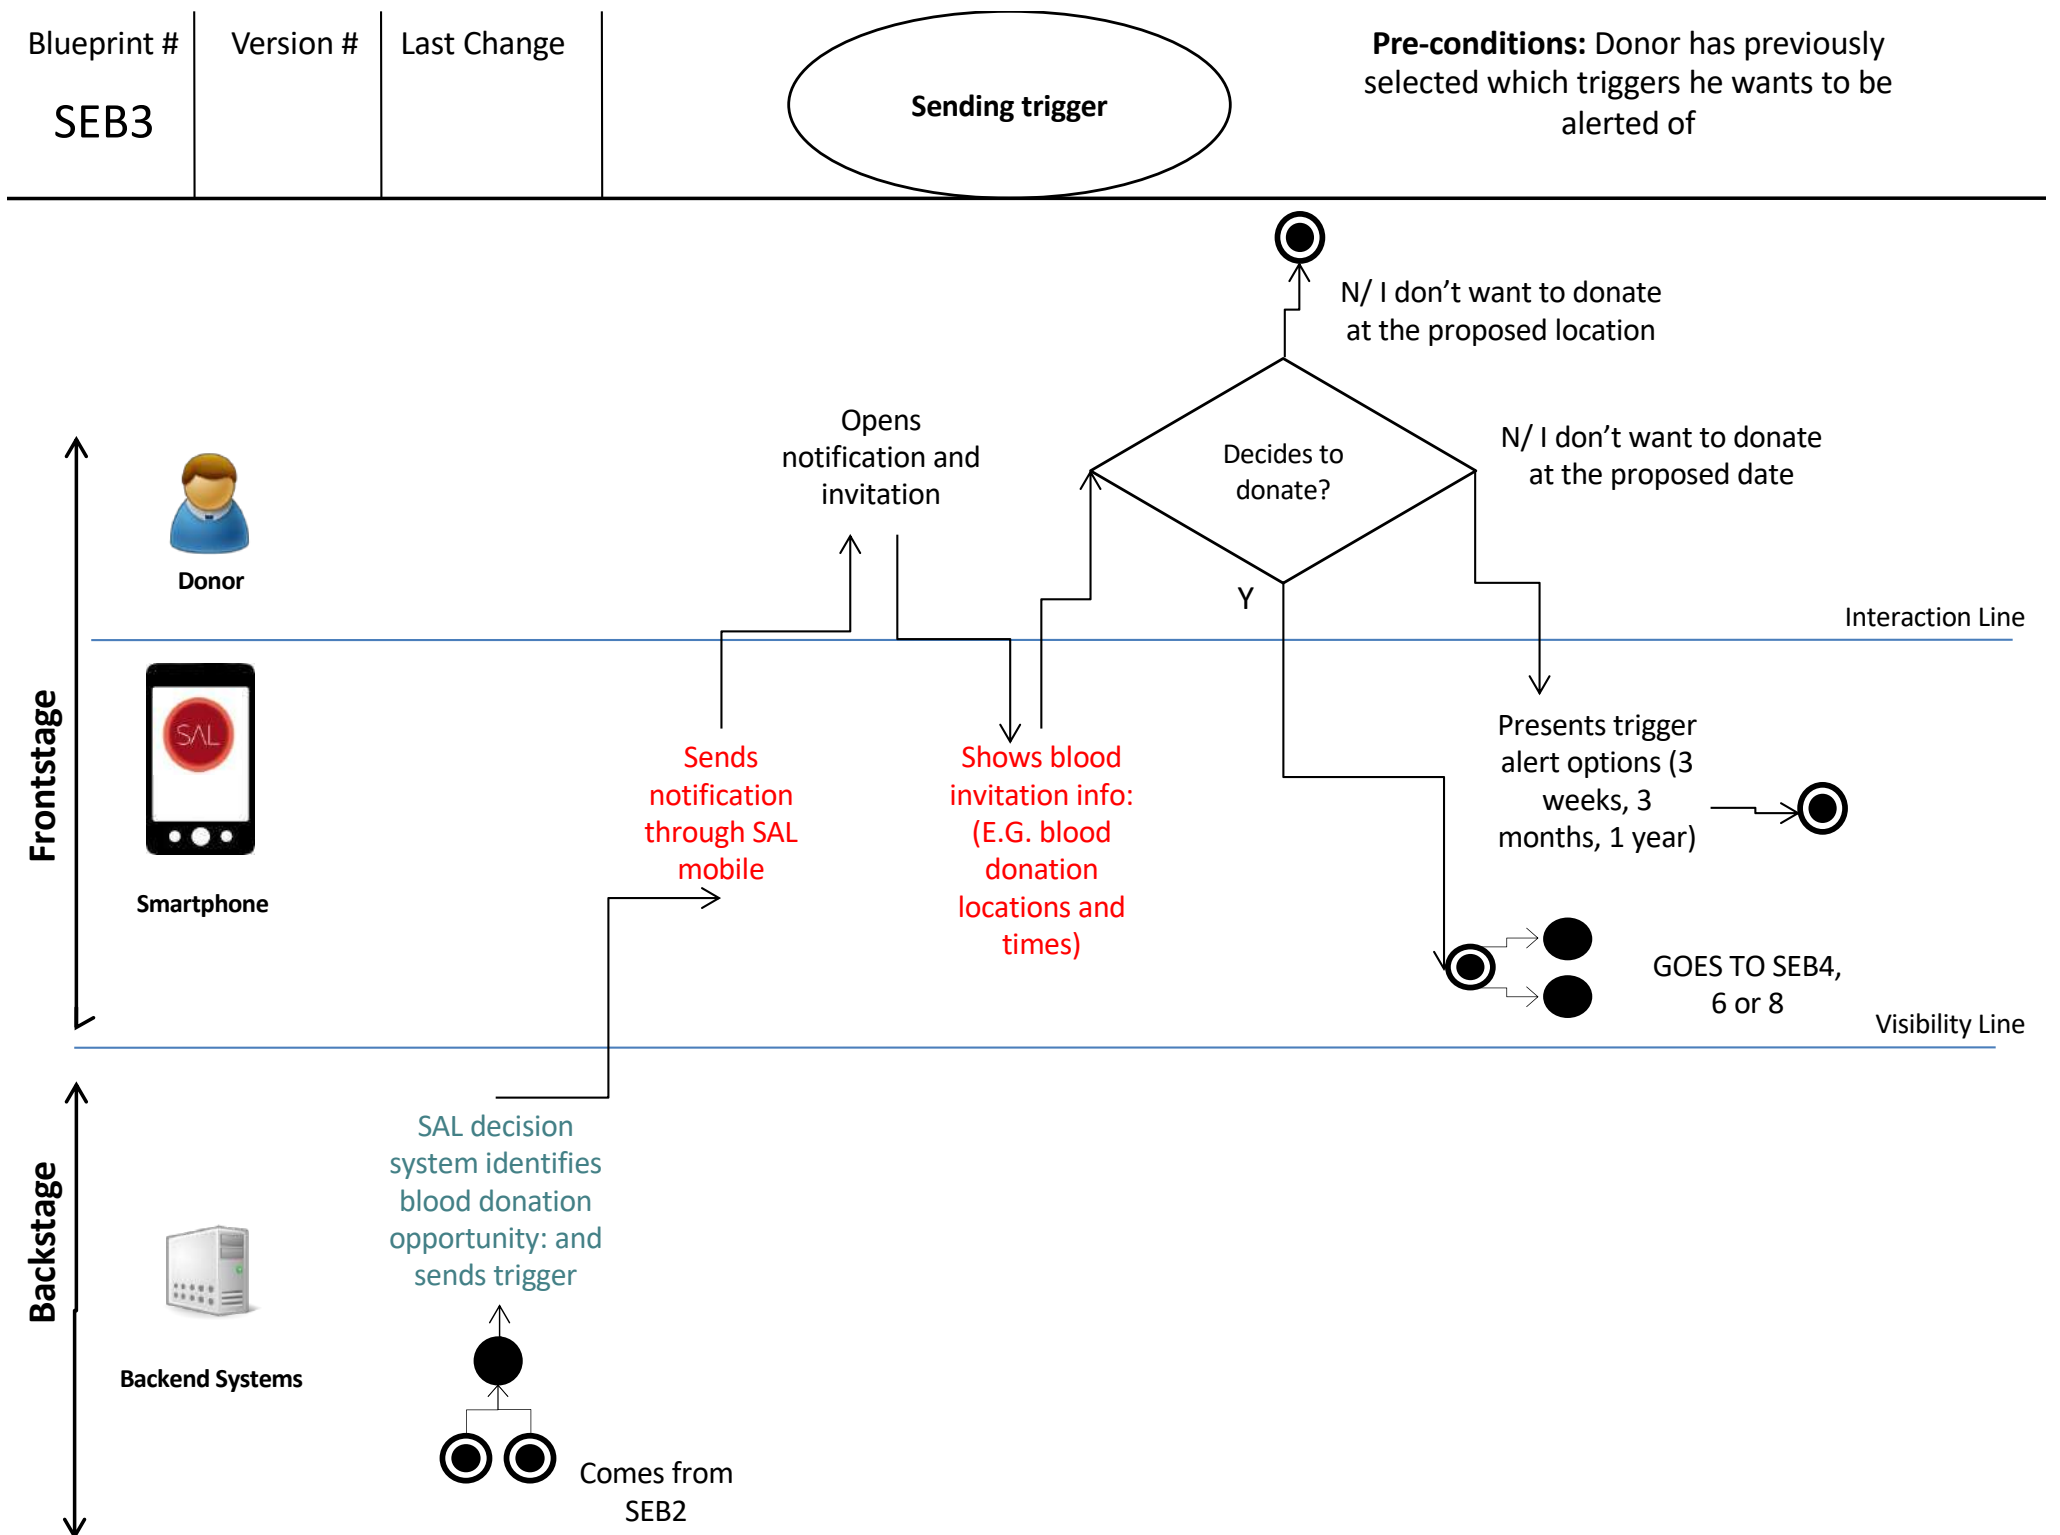 Blueprint #
SEB3
Version #
Last Change
Sending trigger
Pre-conditions: Donor has previously
selected which triggers he wants to be
alerted of
N/ I don’t want to donate
at the proposed location
Opens
notification and
invitation
Decides to
donate?
N/ I don’t want to donate
at the proposed date
Donor
Y
Interaction Line
Frontstage
SAL
Smartphone
Sends
notification
through SAL
mobile
Shows blood
invitation info:
(E.G. blood
donation
locations and
times)
Presents trigger
alert options (3
weeks, 3
months, 1 year)
GOES TO SEB4,
6 or 8
Visibility Line
Backstage
SAL decision
system identifies
blood donation
opportunity: and
sends trigger
Backend Systems
Comes from
SEB2